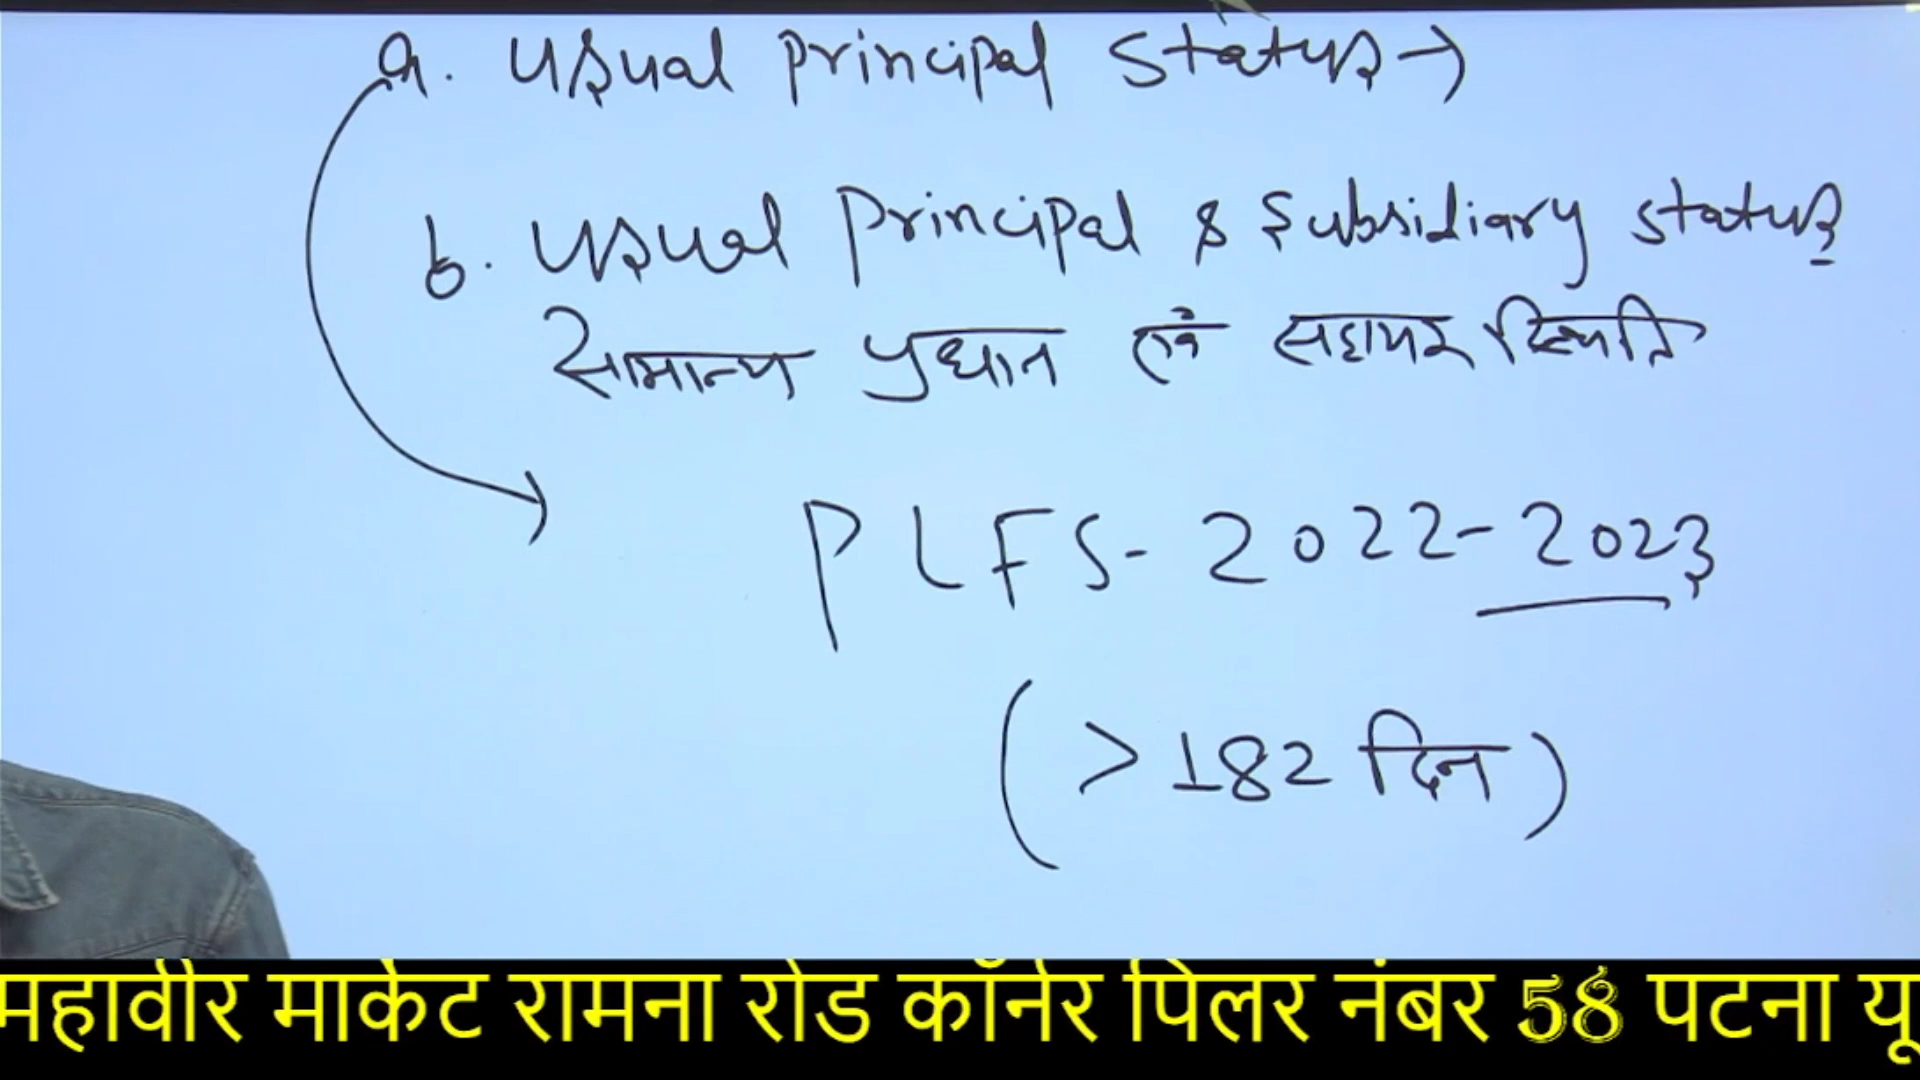 a. Usual Principal Status →
b. Usual Principal & Subsidiary status
सामान्य प्रधान एवं सहायक स्थिति
PLFS - 2022-2023
( > 182 दिन )
महावीर मार्केट रामना रोड कॉर्नर पिलर नंबर 58 पटना यू